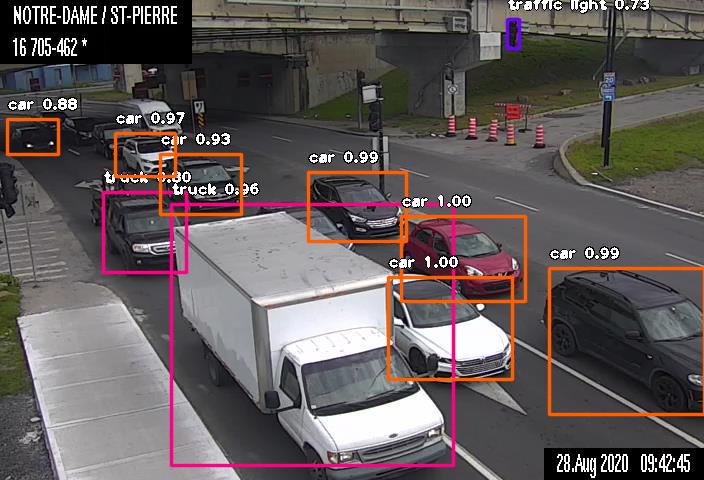 NOTRE-DAME / ST-PIERRE
16 705-462 *
traffic light 0.73
car 0.88
car 0.97
car 0.93
car 0.99
truck 0.80
truck 0.96
car 1.00
car 0.99
car 1.00
28.Aug 2020 09:42:45